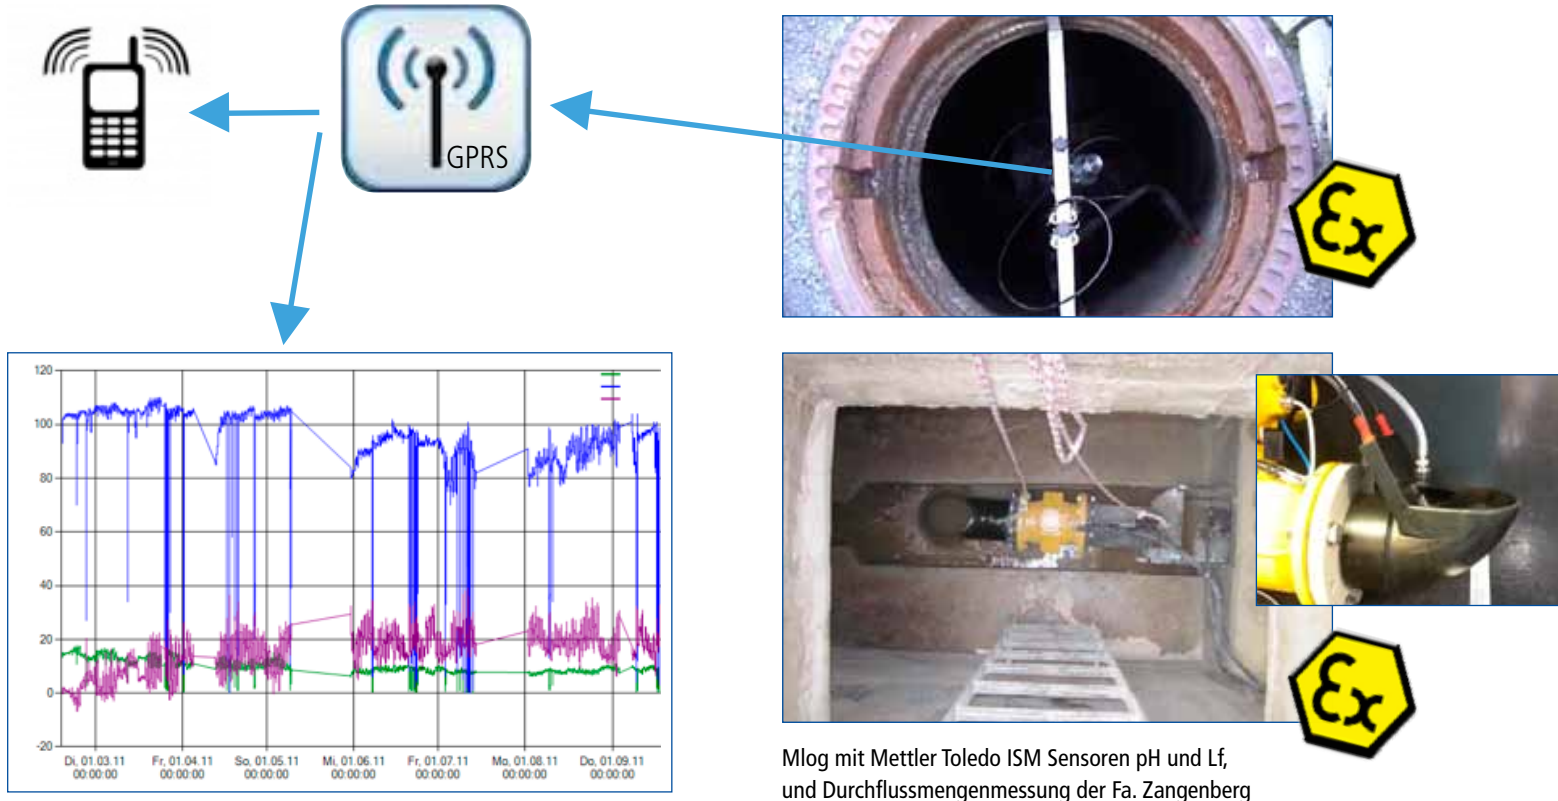 GPRS
Ex
120
100
80
60
40
20
0
-20
Di, 01.03.11 Fr, 01.04.11 So, 01.05.11 Mi, 01.06.11 Fr, 01.07.11 Mo, 01.08.11 Do, 01.09.11
00:00:00 00:00:00 00:00:00 00:00:00 00:00:00 00:00:00 00:00:00
Ex
Mlog mit Mettler Toledo ISM Sensoren pH und Lf,
und Durchflussmengenmessung der Fa. Zangenberg